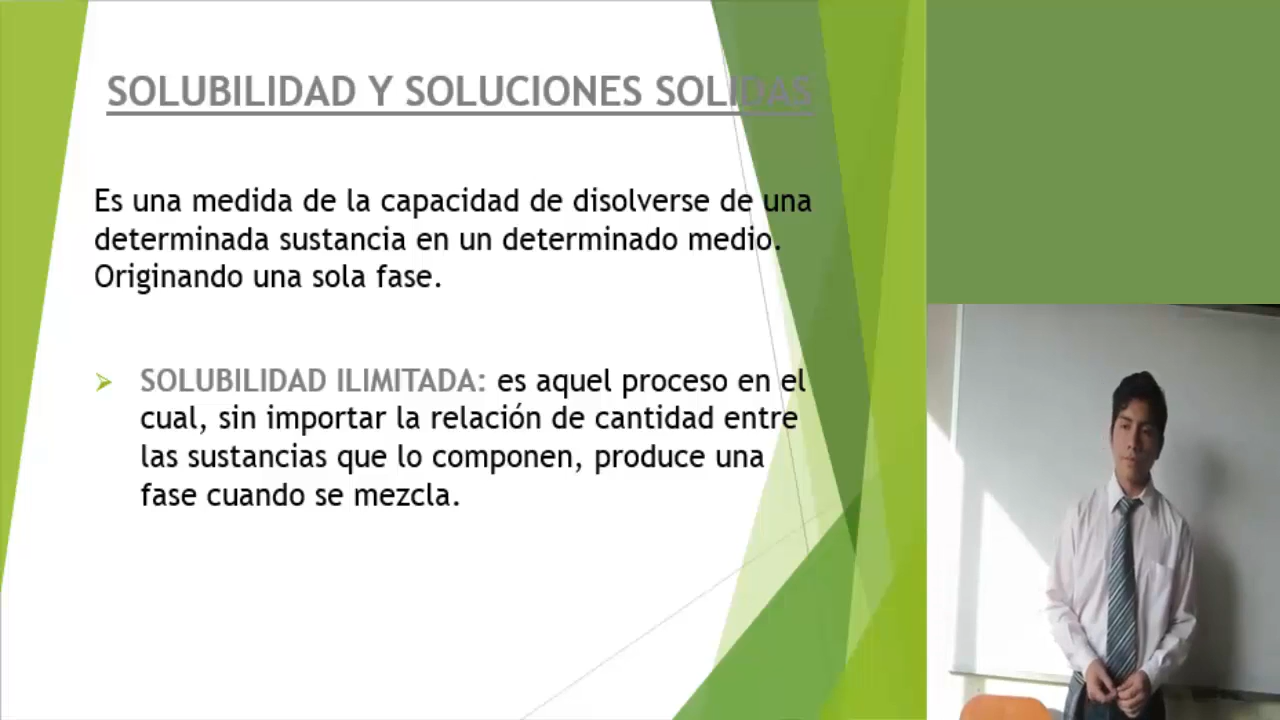 SOLUBILIDAD Y SOLUCIONES SOLIDAS
Es una medida de la capacidad de disolverse de una
determinada sustancia en un determinado medio.
Originando una sola fase.
SOLUBILIDAD ILIMITADA: es aquel proceso en el
cual, sin importar la relación de cantidad entre
las sustancias que lo componen, produce una
fase cuando se mezcla.